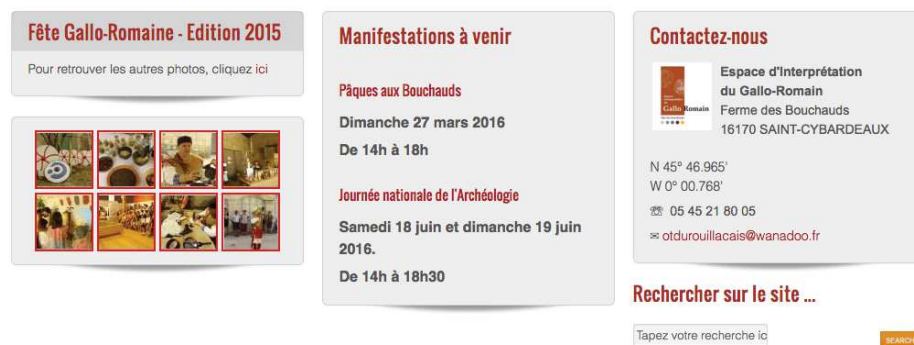 Fête Gallo-Romaine - Edition 2015
Pour retrouver les autres photos, cliquez ici
Manifestations à venir
Pâques aux Bouchauds
Dimanche 27 mars 2016
De 14h à 18h
Journée nationale de l'Archéologie
Samedi 18 juin et dimanche 19 juin
2016.
De 14h à 18h30
Contactez-nous
Gallo Romain
Espace d'Interprétation
du Gallo-Romain
Ferme des Bouchauds
16170 SAINT-CYBARDEAUX
N 45° 46.965'
W 0° 00.768'
☏ 05 45 21 80 05
✉ otdurouillacais@wanadoo.fr
Rechercher sur le site ...
Tapez votre recherche ic
SEARCH